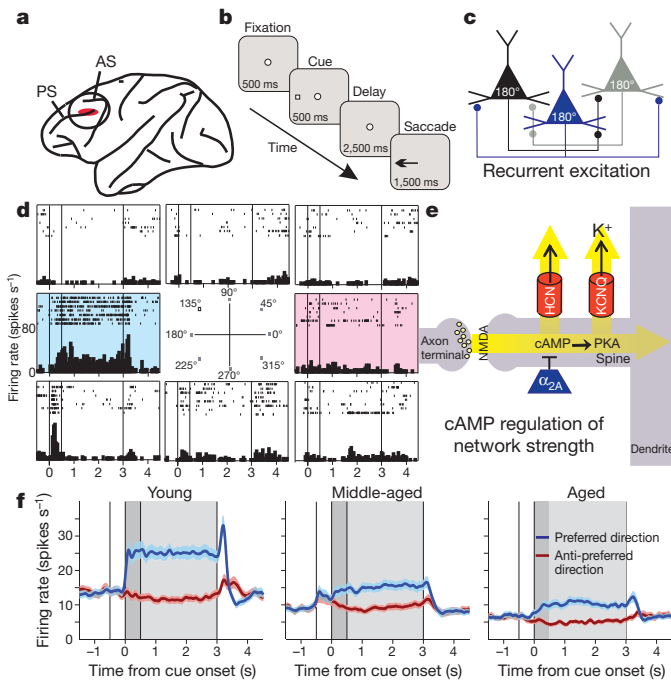 a
AS
PS
b
Fixation
500 ms
Cue
500 ms
Delay
2,500 ms
Saccade
1,500 ms
Time
c
180°
180°
180°
Recurrent excitation
d
Firing rate (spikes s⁻¹)
80
0
90°
135°
45°
180°
0°
225°
315°
270°
0 1 2 3 4
0 1 2 3 4
0 1 2 3 4
e
K⁺
HCN
KCNQ
Axon
terminal
NMDA
cAMP
PKA
Spine
α2A
cAMP regulation of
network strength
Dendrite
f
Young
Middle-aged
Aged
Firing rate (spikes s⁻¹)
35
20
10
0
Preferred direction
Anti-preferred
direction
−1 0 1 2 3 4
−1 0 1 2 3 4
−1 0 1 2 3 4
Time from cue onset (s)
Time from cue onset (s)
Time from cue onset (s)